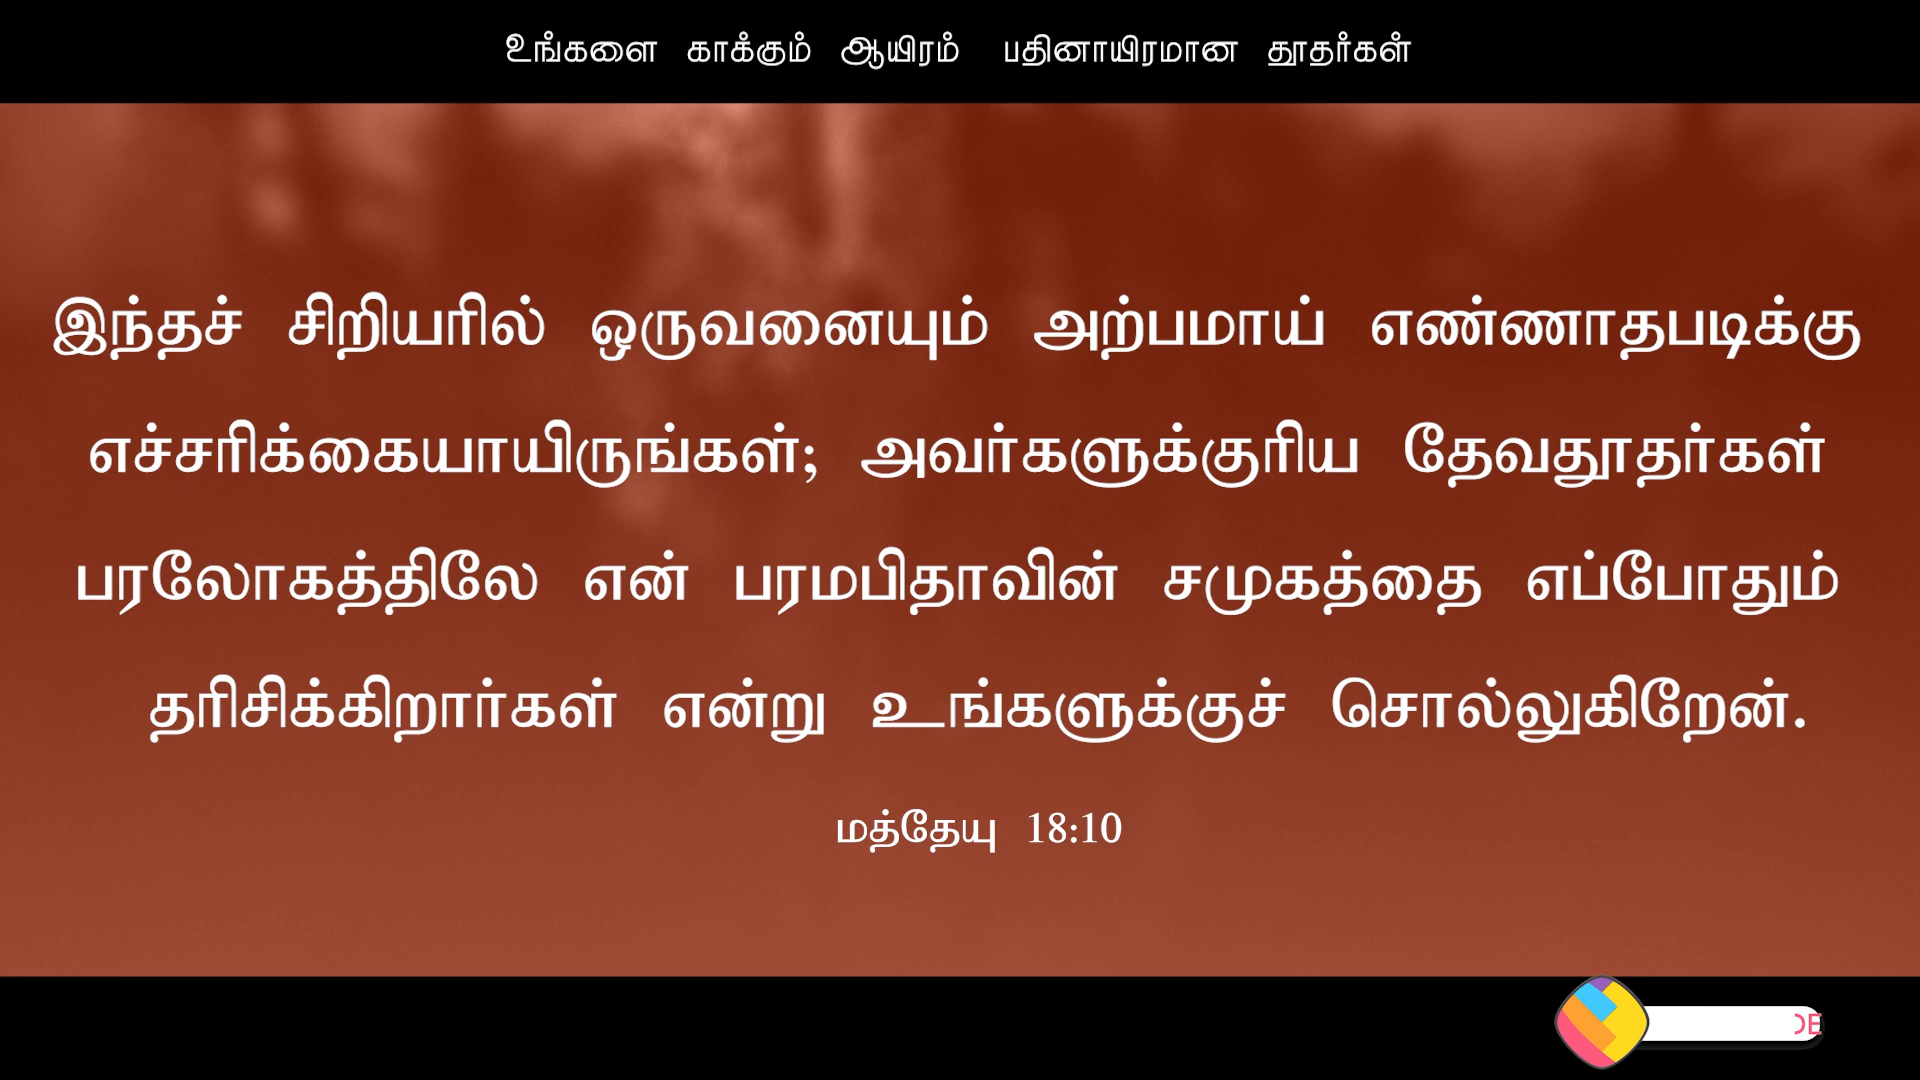 உங்களை காக்கும் ஆயிரம் பதினாயிரமான தூதர்கள்
இந்தச் சிறியரில் ஒருவனையும் அற்பமாய் எண்ணாதபடிக்கு
எச்சரிக்கையாயிருங்கள்; அவர்களுக்குரிய தேவதூதர்கள்
பரலோகத்திலே என் பரமபிதாவின் சமுகத்தை எப்போதும்
தரிசிக்கிறார்கள் என்று உங்களுக்குச் சொல்லுகிறேன்.
மத்தேயு 18:10